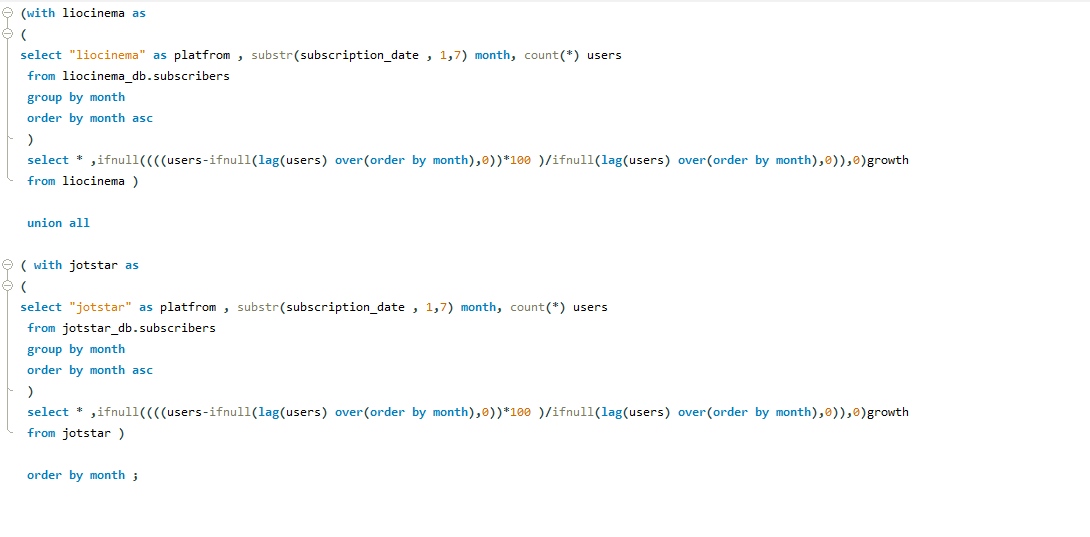 (with liocinema as
(
select "liocinema" as platfrom , substr(subscription_date , 1,7) month, count(*) users
from liocinema_db.subscribers
group by month
order by month asc
)
select * ,ifnull((((users-ifnull(lag(users) over(order by month),0))*100 )/ifnull(lag(users) over(order by month),0)),0)growth
from liocinema )
union all
( with jotstar as
(
select "jotstar" as platfrom , substr(subscription_date , 1,7) month, count(*) users
from jotstar_db.subscribers
group by month
order by month asc
)
select * ,ifnull((((users-ifnull(lag(users) over(order by month),0))*100 )/ifnull(lag(users) over(order by month),0)),0)growth
from jotstar )
order by month ;